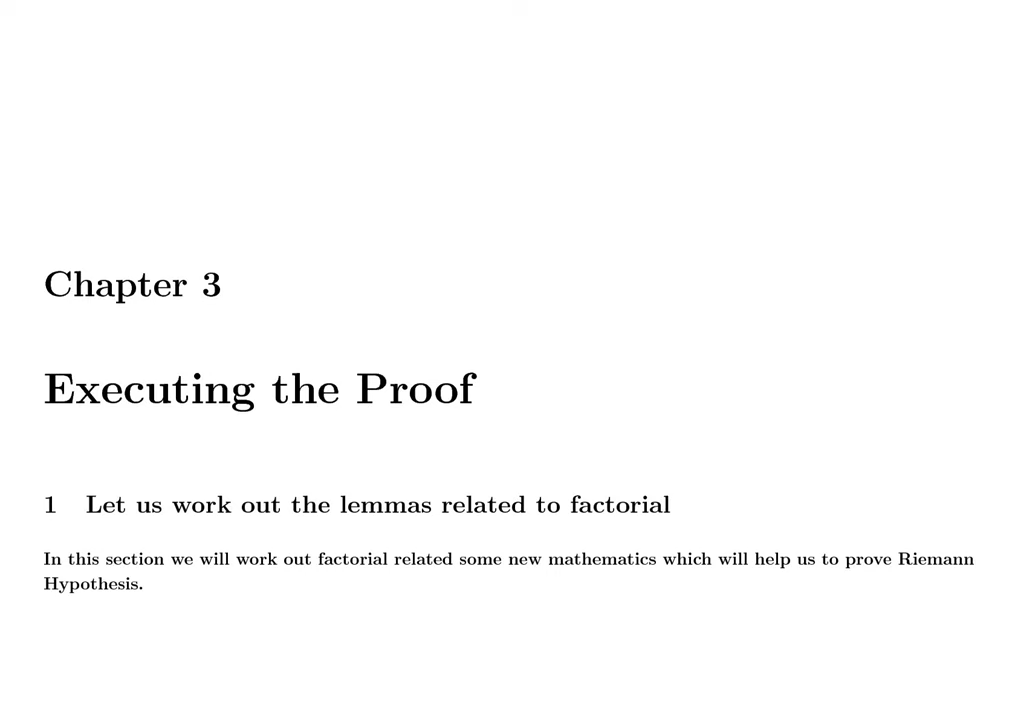 Chapter 3
Executing the Proof
1 Let us work out the lemmas related to factorial
In this section we will work out factorial related some new mathematics which will help us to prove Riemann
Hypothesis.